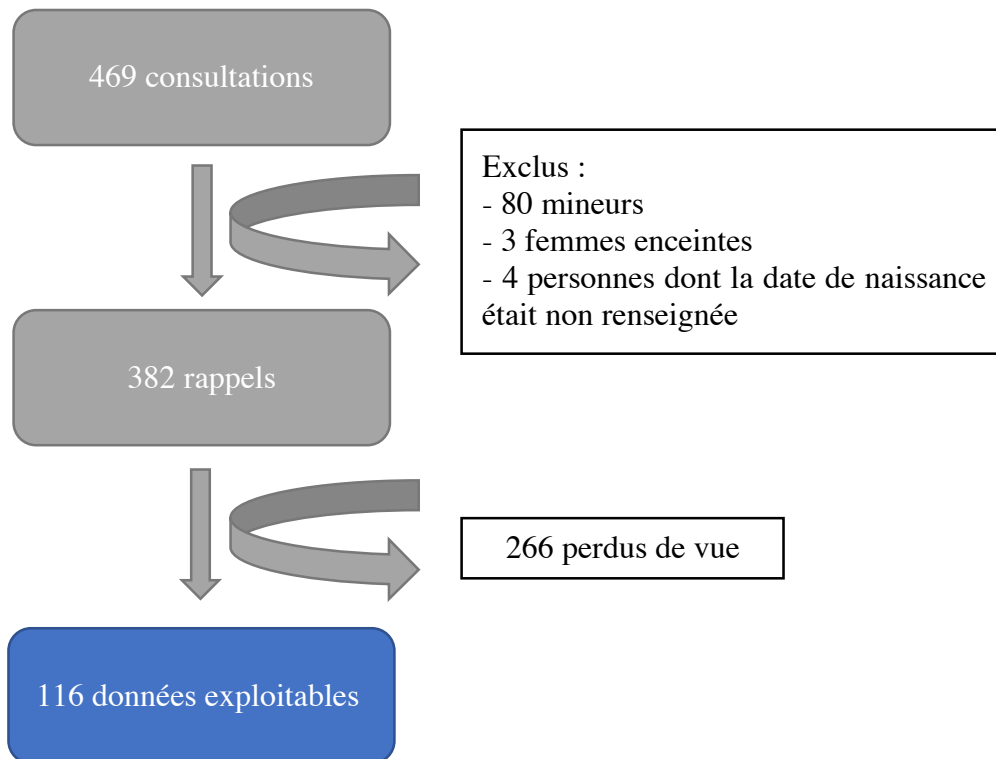 469 consultations
Exclus :
- 80 mineurs
- 3 femmes enceintes
- 4 personnes dont la date de naissance
était non renseignée
382 rappels
266 perdus de vue
116 données exploitables